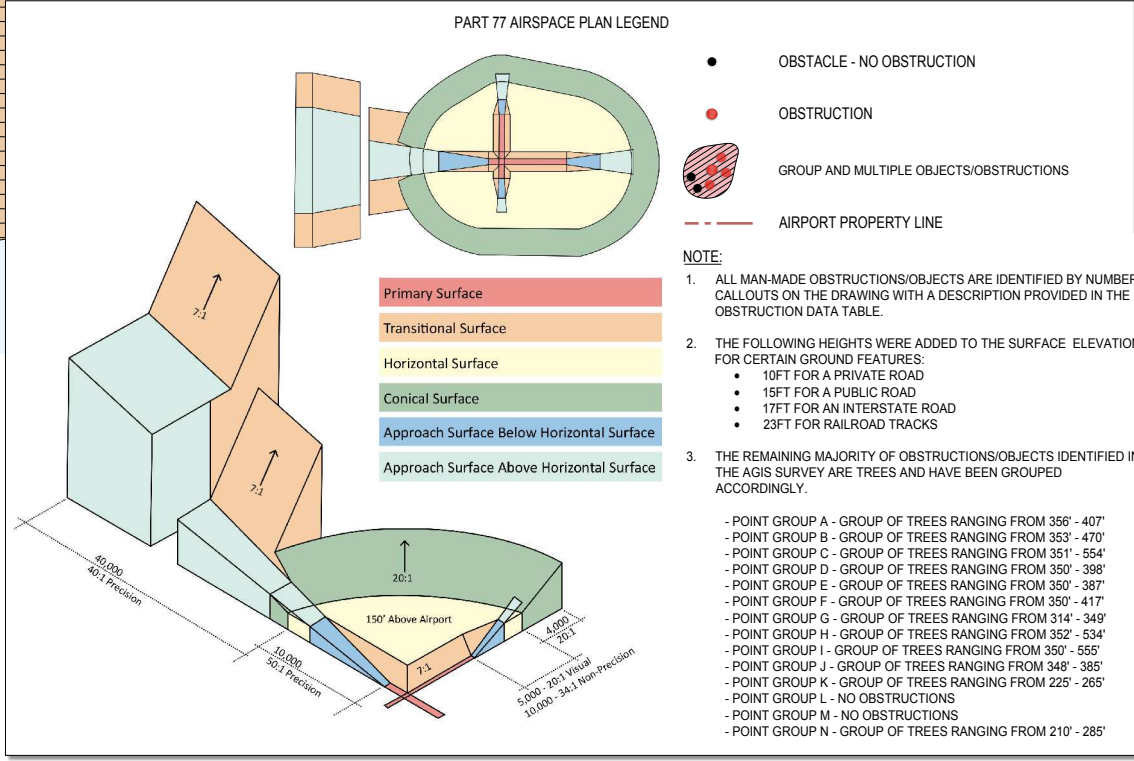 PART 77 AIRSPACE PLAN LEGEND
OBSTACLE - NO OBSTRUCTION
OBSTRUCTION
GROUP AND MULTIPLE OBJECTS/OBSTRUCTIONS
AIRPORT PROPERTY LINE
Primary Surface
Transitional Surface
Horizontal Surface
Conical Surface
Approach Surface Below Horizontal Surface
Approach Surface Above Horizontal Surface
7:1
7:1
20:1
150' Above Airport
7:1
40,000
40:1 Precision
10,000
50:1 Precision
4,000
20:1
5,000 - 20:1 Visual
10,000 - 34:1 Non-Precision
NOTE:
1. ALL MAN-MADE OBSTRUCTIONS/OBJECTS ARE IDENTIFIED BY NUMBER
CALLOUTS ON THE DRAWING WITH A DESCRIPTION PROVIDED IN THE
OBSTRUCTION DATA TABLE.
2. THE FOLLOWING HEIGHTS WERE ADDED TO THE SURFACE ELEVATION
FOR CERTAIN GROUND FEATURES:
• 10FT FOR A PRIVATE ROAD
• 15FT FOR A PUBLIC ROAD
• 17FT FOR AN INTERSTATE ROAD
• 23FT FOR RAILROAD TRACKS
3. THE REMAINING MAJORITY OF OBSTRUCTIONS/OBJECTS IDENTIFIED IN
THE AGIS SURVEY ARE TREES AND HAVE BEEN GROUPED
ACCORDINGLY.
- POINT GROUP A - GROUP OF TREES RANGING FROM 356' - 407'
- POINT GROUP B - GROUP OF TREES RANGING FROM 353' - 470'
- POINT GROUP C - GROUP OF TREES RANGING FROM 351' - 554'
- POINT GROUP D - GROUP OF TREES RANGING FROM 350' - 398'
- POINT GROUP E - GROUP OF TREES RANGING FROM 350' - 387'
- POINT GROUP F - GROUP OF TREES RANGING FROM 350' - 417'
- POINT GROUP G - GROUP OF TREES RANGING FROM 314' - 349'
- POINT GROUP H - GROUP OF TREES RANGING FROM 352' - 534'
- POINT GROUP I - GROUP OF TREES RANGING FROM 350' - 555'
- POINT GROUP J - GROUP OF TREES RANGING FROM 348' - 385'
- POINT GROUP K - GROUP OF TREES RANGING FROM 225' - 265'
- POINT GROUP L - NO OBSTRUCTIONS
- POINT GROUP M - NO OBSTRUCTIONS
- POINT GROUP N - GROUP OF TREES RANGING FROM 210' - 285'